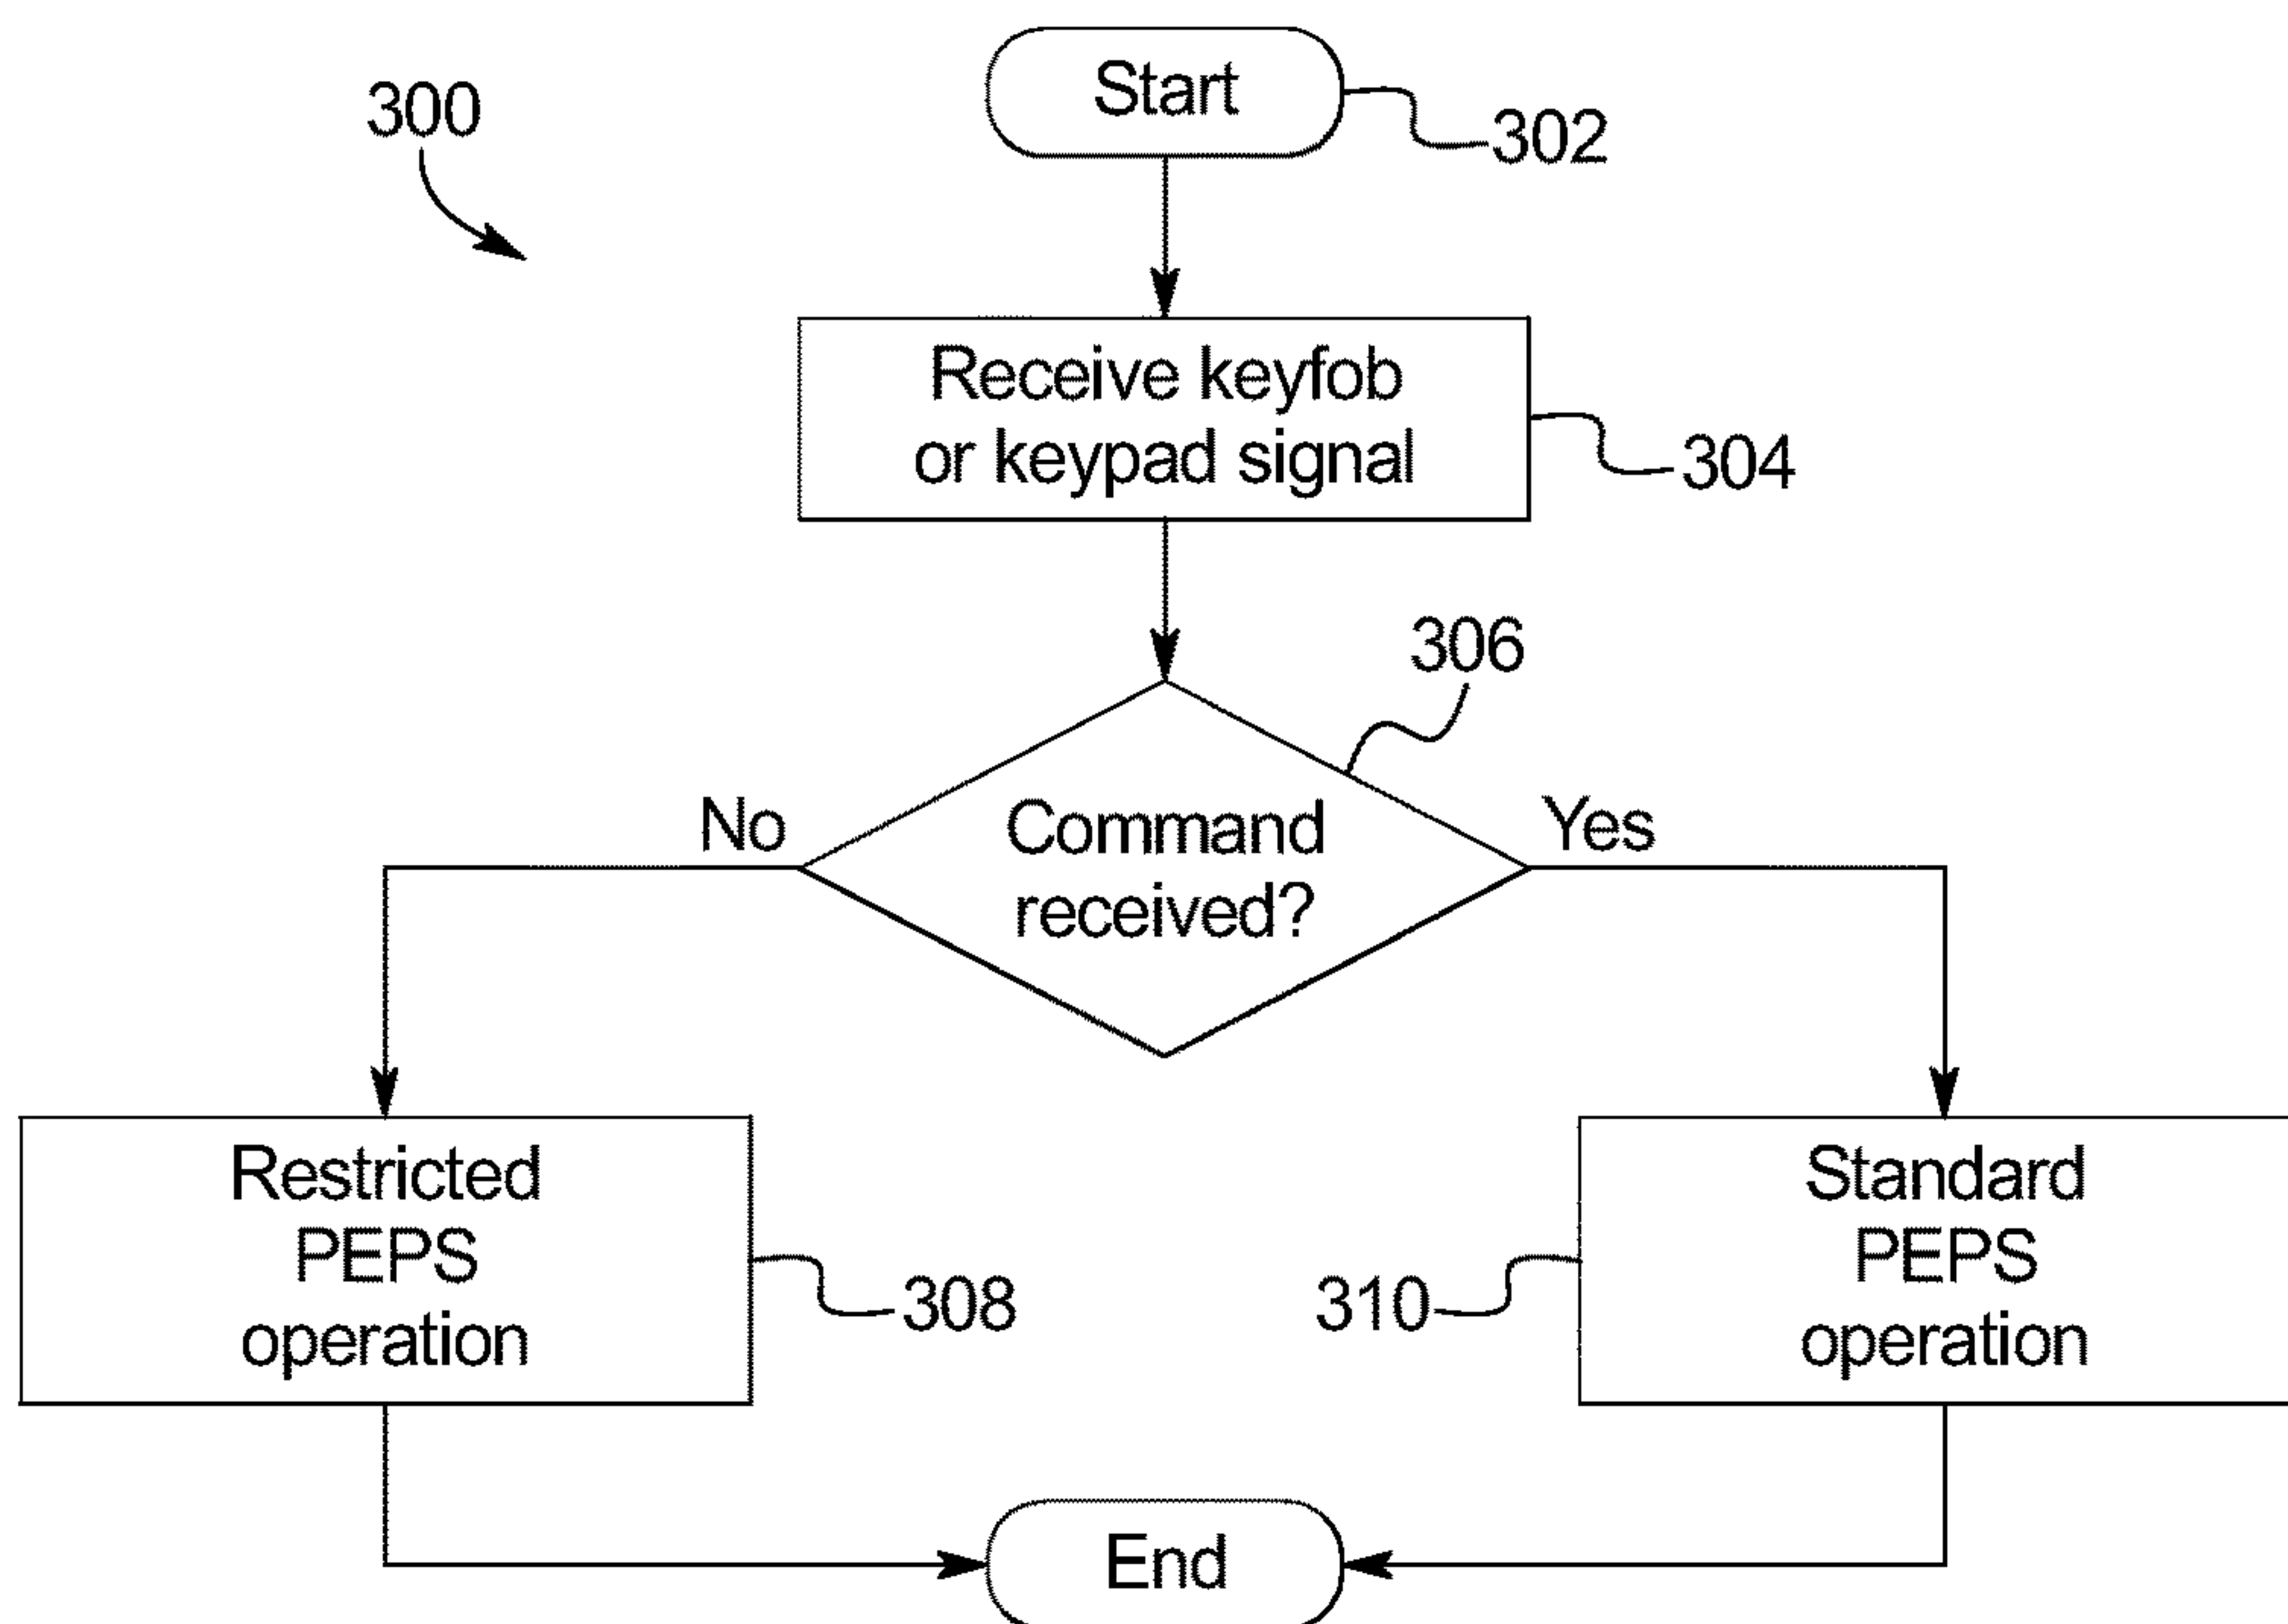 Start
300
302
Receive keyfob
or keypad signal
304
306
No
Command
received?
Yes
Restricted
PEPS
operation
308
310
Standard
PEPS
operation
End